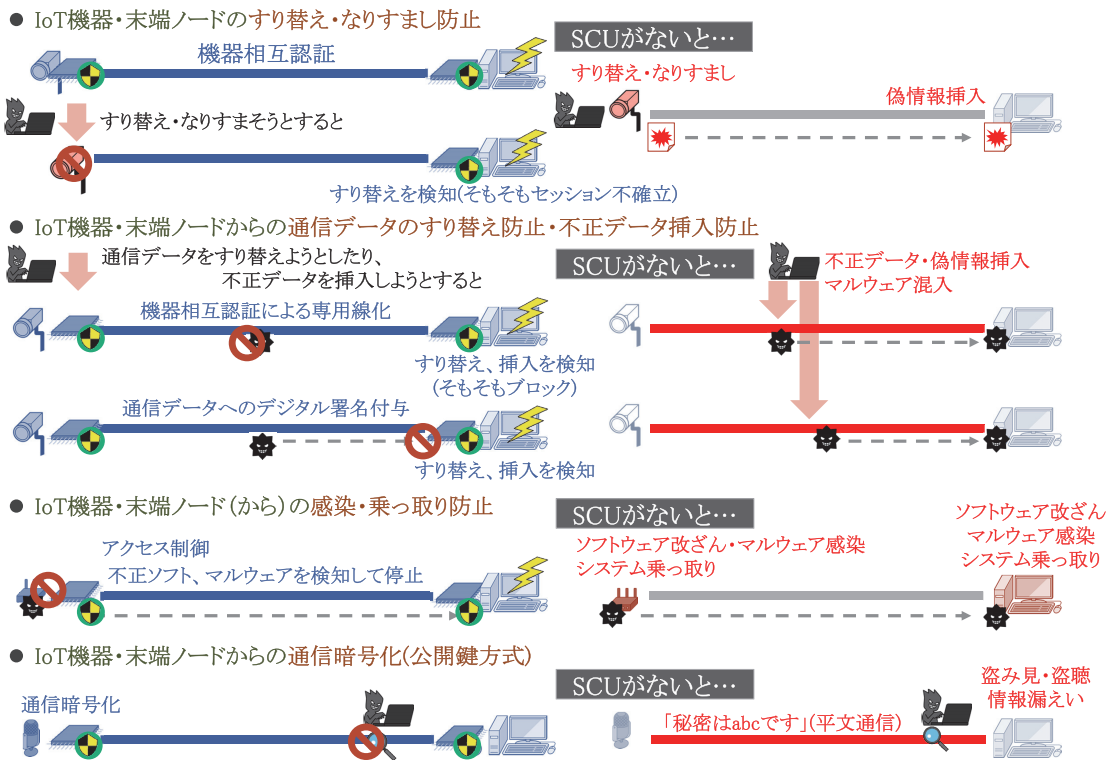 ● IoT機器・末端ノードのすり替え・なりすまし防止
機器相互認証
すり替え・なりすまそうとすると
すり替えを検知(そもそもセッション不確立)
SCUがないと…
すり替え・なりすまし
偽情報挿入
● IoT機器・末端ノードからの通信データのすり替え防止・不正データ挿入防止
通信データをすり替えようとしたり、
不正データを挿入しようとすると
機器相互認証による専用線化
すり替え、挿入を検知
(そもそもブロック)
通信データへのデジタル署名付与
すり替え、挿入を検知
SCUがないと…
不正データ・偽情報挿入
マルウェア混入
● IoT機器・末端ノード(から)の感染・乗っ取り防止
アクセス制御
不正ソフト、マルウェアを検知して停止
SCUがないと…
ソフトウェア改ざん・マルウェア感染
システム乗っ取り
ソフトウェア改ざん
マルウェア感染
システム乗っ取り
● IoT機器・末端ノードからの通信暗号化(公開鍵方式)
通信暗号化
SCUがないと…
「秘密はabcです」(平文通信)
盗み見・盗聴
情報漏えい